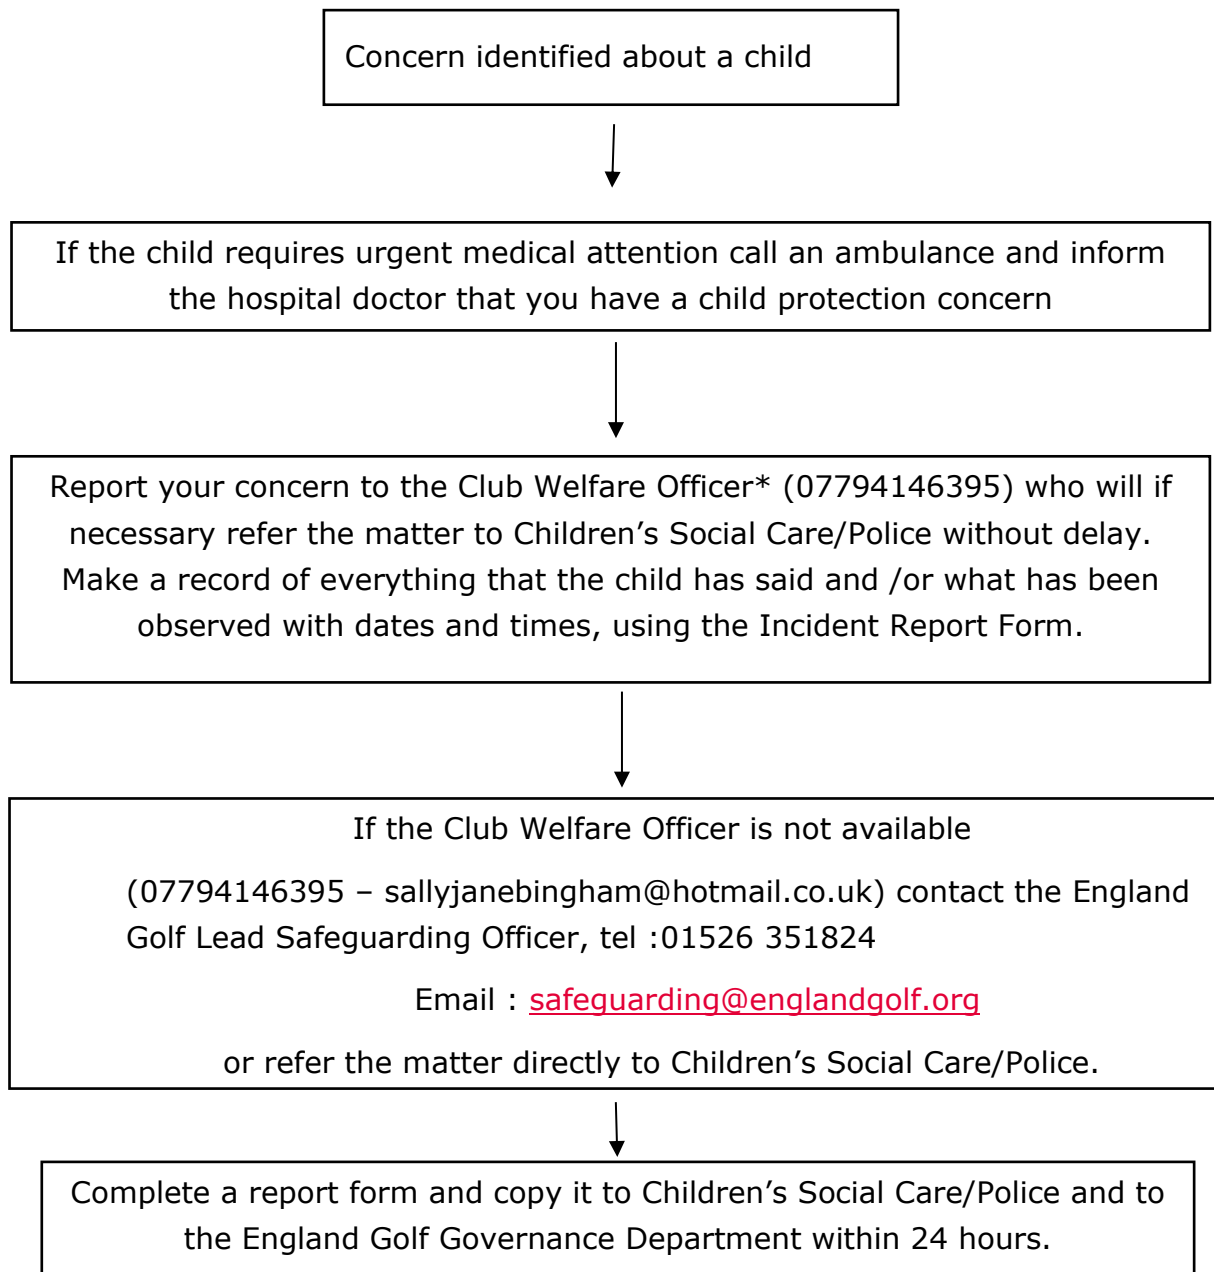 Concern identified about a child
If the child requires urgent medical attention call an ambulance and inform
the hospital doctor that you have a child protection concern
Report your concern to the Club Welfare Officer* (07794146395) who will if
necessary refer the matter to Children’s Social Care/Police without delay.
Make a record of everything that the child has said and /or what has been
observed with dates and times, using the Incident Report Form.
If the Club Welfare Officer is not available
(07794146395 – sallyjanebingham@hotmail.co.uk) contact the England
Golf Lead Safeguarding Officer, tel :01526 351824
Email : safeguarding@englandgolf.org
or refer the matter directly to Children’s Social Care/Police.
Complete a report form and copy it to Children’s Social Care/Police and to
the England Golf Governance Department within 24 hours.